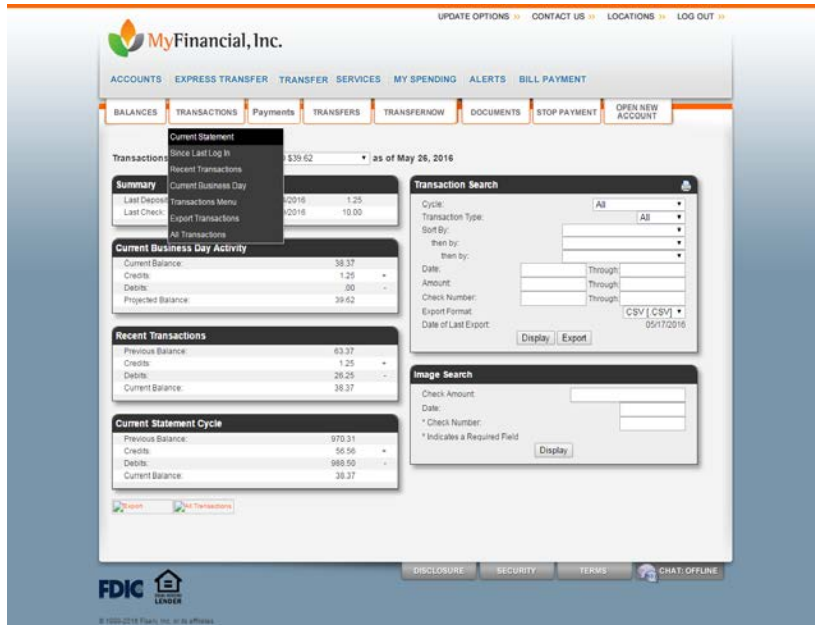 UPDATE OPTIONS » CONTACT US » LOCATIONS » LOG OUT »
MyFinancial, Inc.
ACCOUNTS EXPRESS TRANSFER TRANSFER SERVICES MY SPENDING ALERTS BILL PAYMENT
BALANCES TRANSACTIONS Payments TRANSFERS TRANSFERNOW DOCUMENTS STOP PAYMENT OPEN NEW ACCOUNT
Current Statement
Since Last Log In
Recent Transactions
Current Business Day
Transactions Menu
Export Transactions
All Transactions
Transactions $39.62 as of May 26, 2016
Summary
Last Deposit /2016 1.25
Last Check: /2016 10.00
Current Business Day Activity
Current Balance: 38.37
Credits: 1.25 +
Debits: .00 -
Projected Balance: 39.62
Recent Transactions
Previous Balance: 63.37
Credits: 1.25 +
Debits: 26.25 -
Current Balance: 38.37
Current Statement Cycle
Previous Balance: 970.31
Credits: 56.56 +
Debits: 988.50 -
Current Balance: 38.37
Export All Transactions
Transaction Search
Cycle: All
Transaction Type: All
Sort By:
then by:
then by:
Date: Through:
Amount: Through:
Check Number: Through:
Export Format: CSV [.CSV]
Date of Last Export: 05/17/2016
Display Export
Image Search
Check Amount:
Date:
* Check Number:
* Indicates a Required Field
Display
DISCLOSURE SECURITY TERMS CHAT: OFFLINE
FDIC
LENDER
Inc. or its affiliates